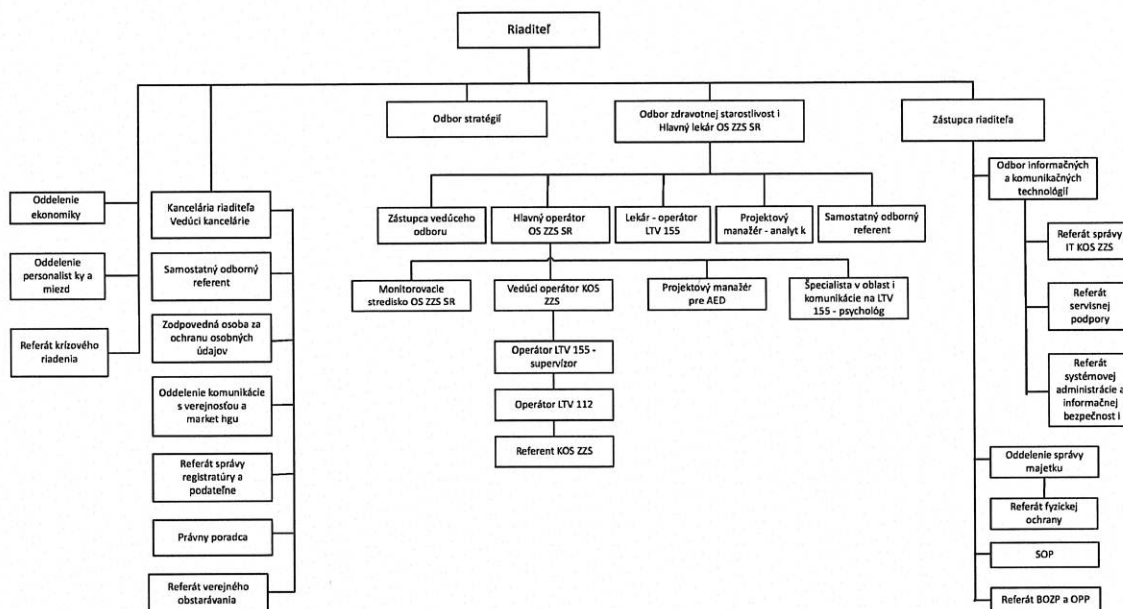 Riaditeľ
Odbor stratégií
Odbor zdravotnej starostlivost i
Hlavný lekár OS ZZS SR
Zástupca riaditeľa
Oddelenie
ekonomiky
Oddelenie
personalist ky a
miezd
Referát krízového
riadenia
Kancelária riaditeľa
Vedúci kancelárie
Samostatný odborný
referent
Zodpovedná osoba za
ochranu osobných
údajov
Oddelenie komunikácie
s verejnosťou a
market hgu
Referát správy
registratúry a
podateľne
Právny poradca
Referát verejného
obstarávania
Zástupca vedúceho
odboru
Hlavný operátor
OS ZZS SR
Lekár - operátor
LTV 155
Projektový
manažér - analyt k
Samostatný odborný
referent
Monitorovacie
stredisko OS ZZS SR
Vedúci operátor KOS
ZZS
Projektový manažér
pre AED
Špecialista v oblast i
komunikácie na LTV
155 - psychológ
Operátor LTV 155 -
supervízor
Operátor LTV 112
Referent KOS ZZS
Odbor informačných
a komunikačných
technológií
Referát správy
IT KOS ZZS
Referát
servisnej
podpory
Referát
systémovej
administrácie a
informačnej
bezpečnost i
Oddelenie správy
majetku
Referát fyzickej
ochrany
SOP
Referát BOZP a OPP